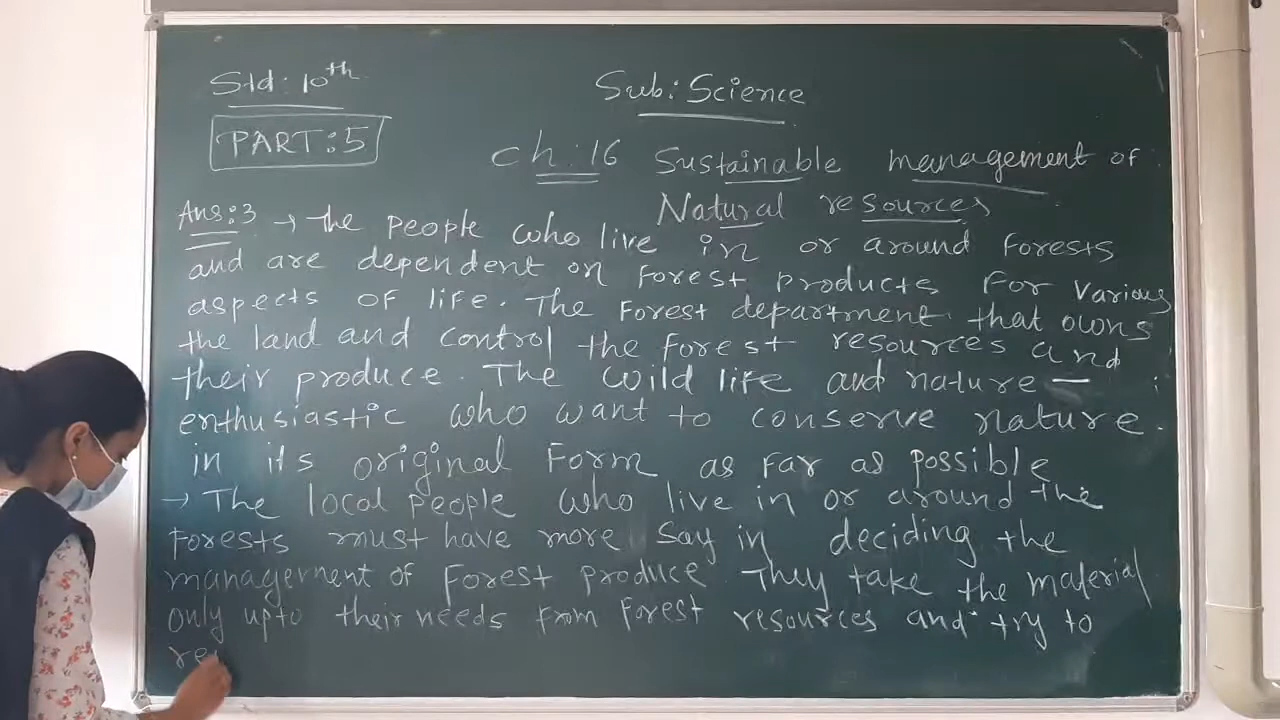 Std: 10th
Sub: Science
PART: 5
Ch: 16 Sustainable management of
Natural resources
Ans: 3 → The people who live in or around forests
and are dependent on forest products for various
aspects of life. The forest department that owns
the land and control the forest resources and
their produce. The wild life and nature —
enthusiastic who want to conserve nature.
in its original form as far as possible
→ The local people who live in or around the
forests must have more say in deciding the
management of forest produce. They take the material
only upto their needs from forest resources and try to